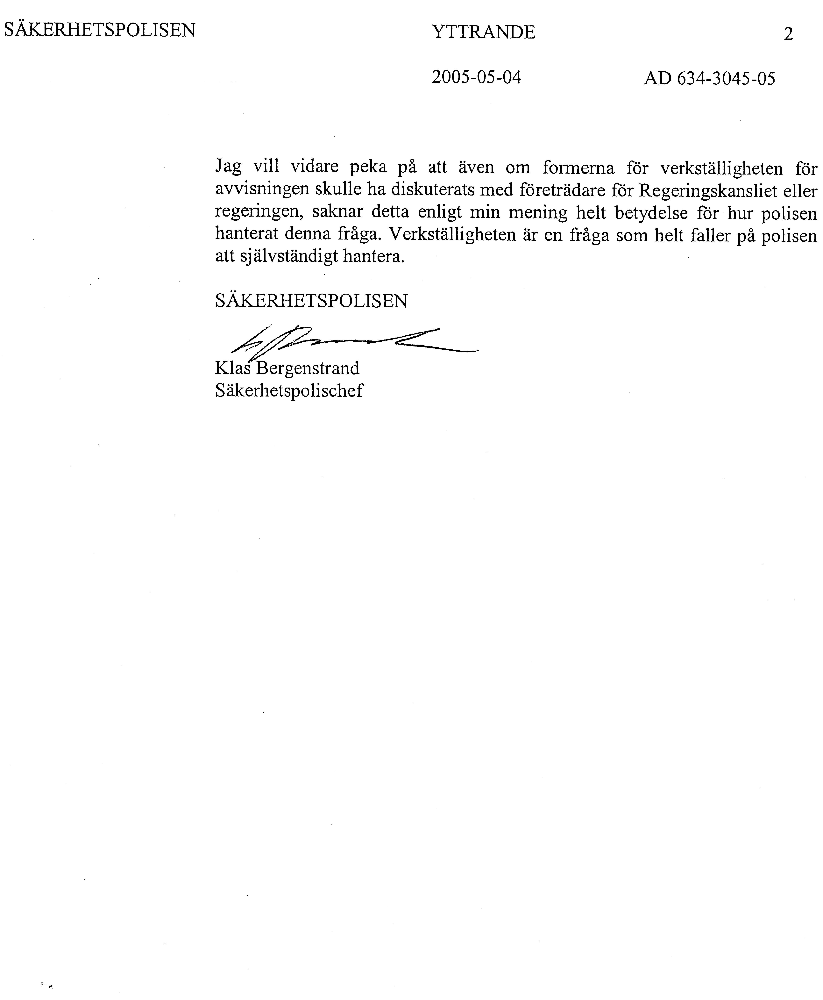 SÄKERHETSPOLISEN YTTRANDE 2
2005-05-04 AD 634-3045-05
Jag vill vidare peka på att även om formerna för verkställigheten för
avvisningen skulle ha diskuterats med företrädare för Regeringskansliet eller
regeringen, saknar detta enligt min mening helt betydelse för hur polisen
hanterat denna fråga. Verkställigheten är en fråga som helt faller på polisen
att självständigt hantera.
SÄKERHETSPOLISEN
Klas Bergenstrand
Säkerhetspolischef